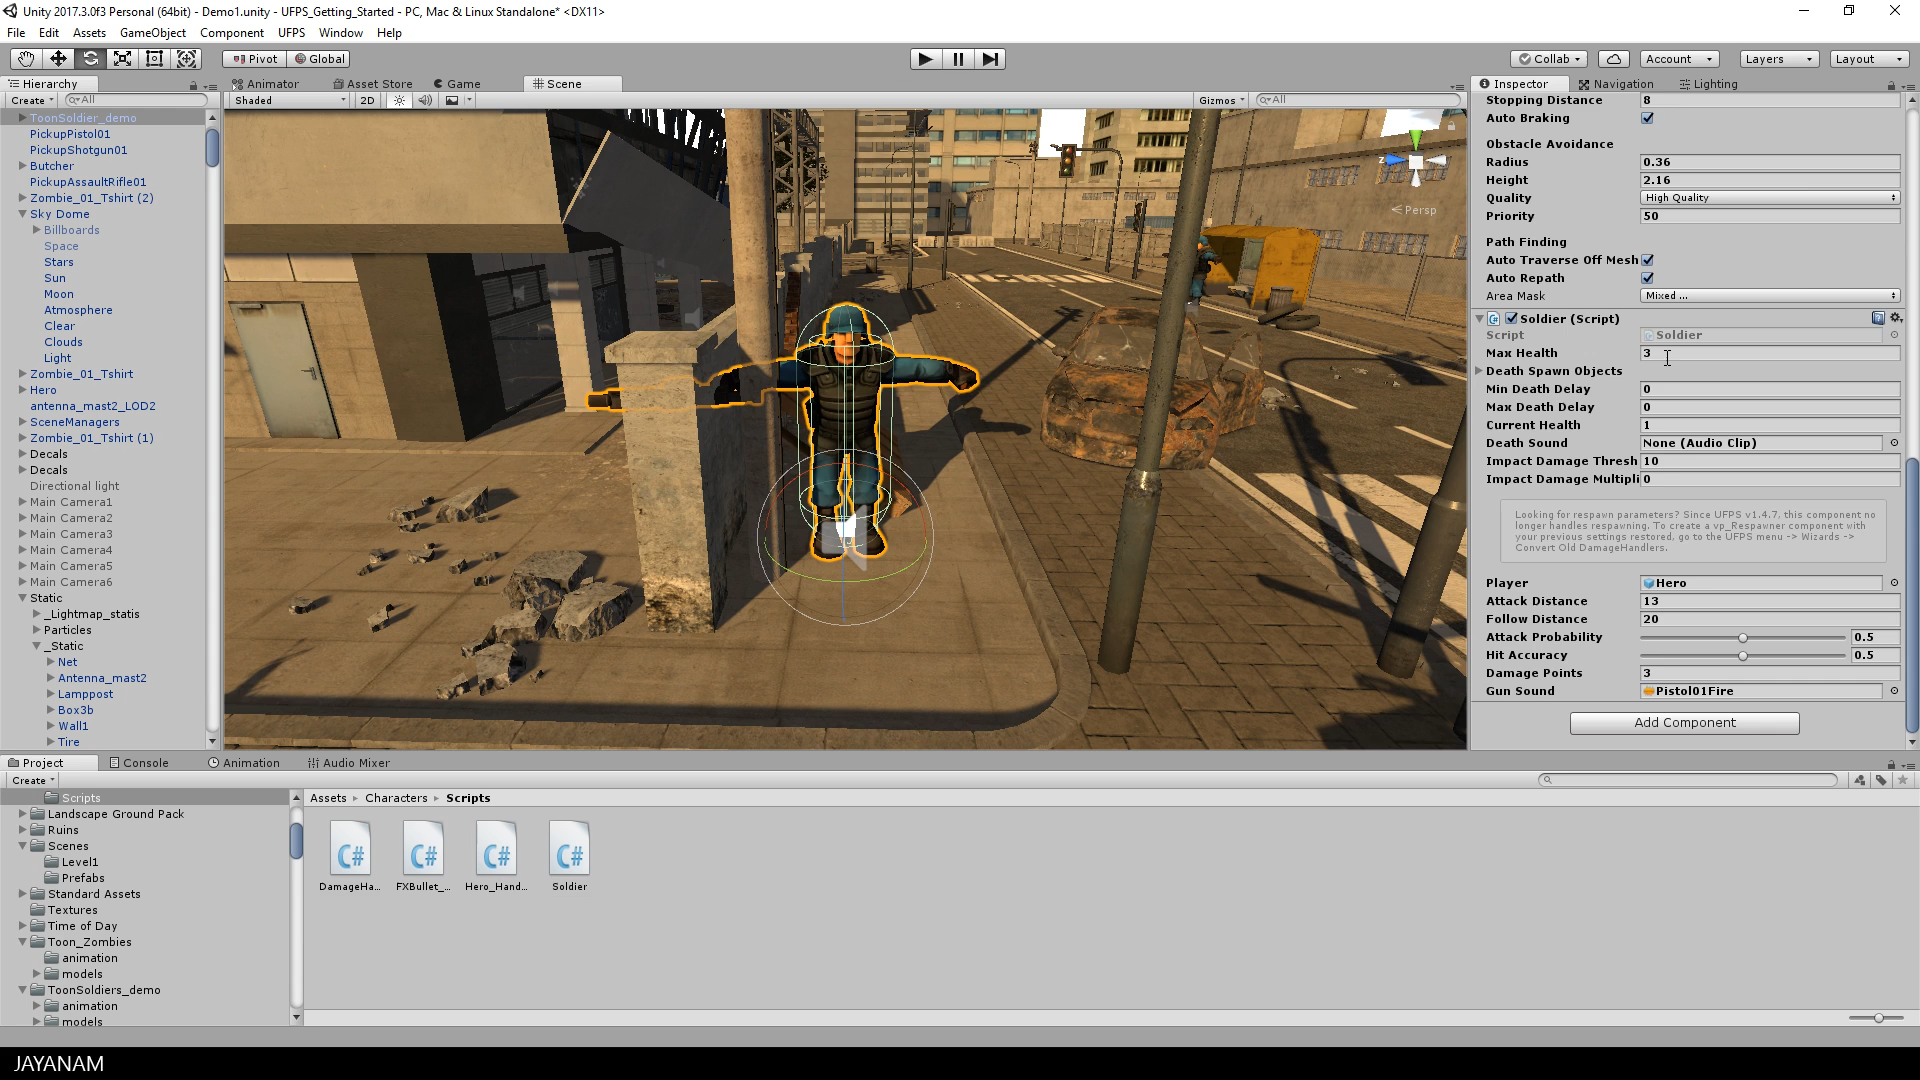 Unity 2017.3.0f3 Personal (64bit) - Demo1.unity - UFPS_Getting_Started - PC, Mac & Linux Standalone* <DX11>
File Edit Assets GameObject Component UFPS Window Help
Pivot Global Collab Account Layers Layout
Hierarchy
Create All
ToonSoldier_demo
PickupPistol01
PickupShotgun01
Butcher
PickupAssaultRifle01
Zombie_01_Tshirt (2)
Sky Dome
Billboards
Space
Stars
Sun
Moon
Atmosphere
Clear
Clouds
Light
Zombie_01_Tshirt
Hero
antenna_mast2_LOD2
SceneManagers
Zombie_01_Tshirt (1)
Decals
Decals
Directional light
Main Camera1
Main Camera2
Main Camera3
Main Camera4
Main Camera5
Main Camera6
Static
_Lightmap_statis
Particles
_Static
Net
Antenna_mast2
Lamppost
Box3b
Wall1
Tire
Animator Asset Store Game Scene
Shaded 2D Gizmos All
z
Persp
Inspector Navigation Lighting
Stopping Distance 8
Auto Braking
Obstacle Avoidance
Radius 0.36
Height 2.16
Quality High Quality
Priority 50
Path Finding
Auto Traverse Off Mesh
Auto Repath
Area Mask Mixed ...
C# Soldier (Script)
Script Soldier
Max Health 3
Death Spawn Objects
Min Death Delay 0
Max Death Delay 0
Current Health 1
Death Sound None (Audio Clip)
Impact Damage Thresh 10
Impact Damage Multipli 0
Looking for respawn parameters? Since UFPS v1.4.7, this component no
longer handles respawning. To create a vp_Respawner component with
your previous settings restored, go to the UFPS menu -> Wizards ->
Convert Old DamageHandlers.
Player Hero
Attack Distance 13
Follow Distance 20
Attack Probability 0.5
Hit Accuracy 0.5
Damage Points 3
Gun Sound Pistol01Fire
Add Component
Project Console Animation Audio Mixer
Create
Scripts
Landscape Ground Pack
Ruins
Scenes
Level1
Prefabs
Standard Assets
Textures
Time of Day
Toon_Zombies
animation
models
ToonSoldiers_demo
animation
models
Assets Characters Scripts
C# C# C# C#
DamageHa... FXBullet_... Hero_Hand... Soldier
JAYANAM